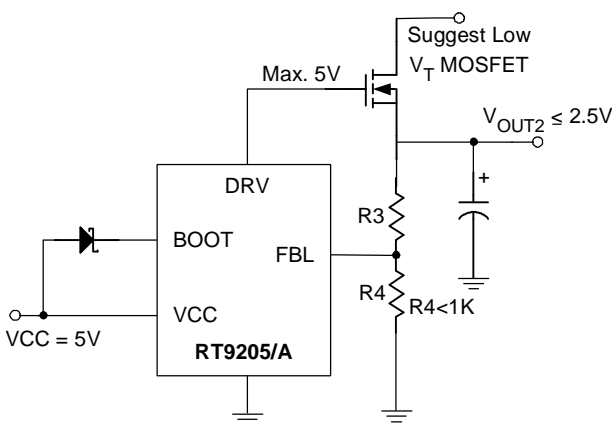 Suggest Low
V_T MOSFET
Max. 5V
V_OUT2 ≤ 2.5V
DRV
R3
BOOT
FBL
R4
R4<1K
VCC
VCC = 5V
RT9205/A
+